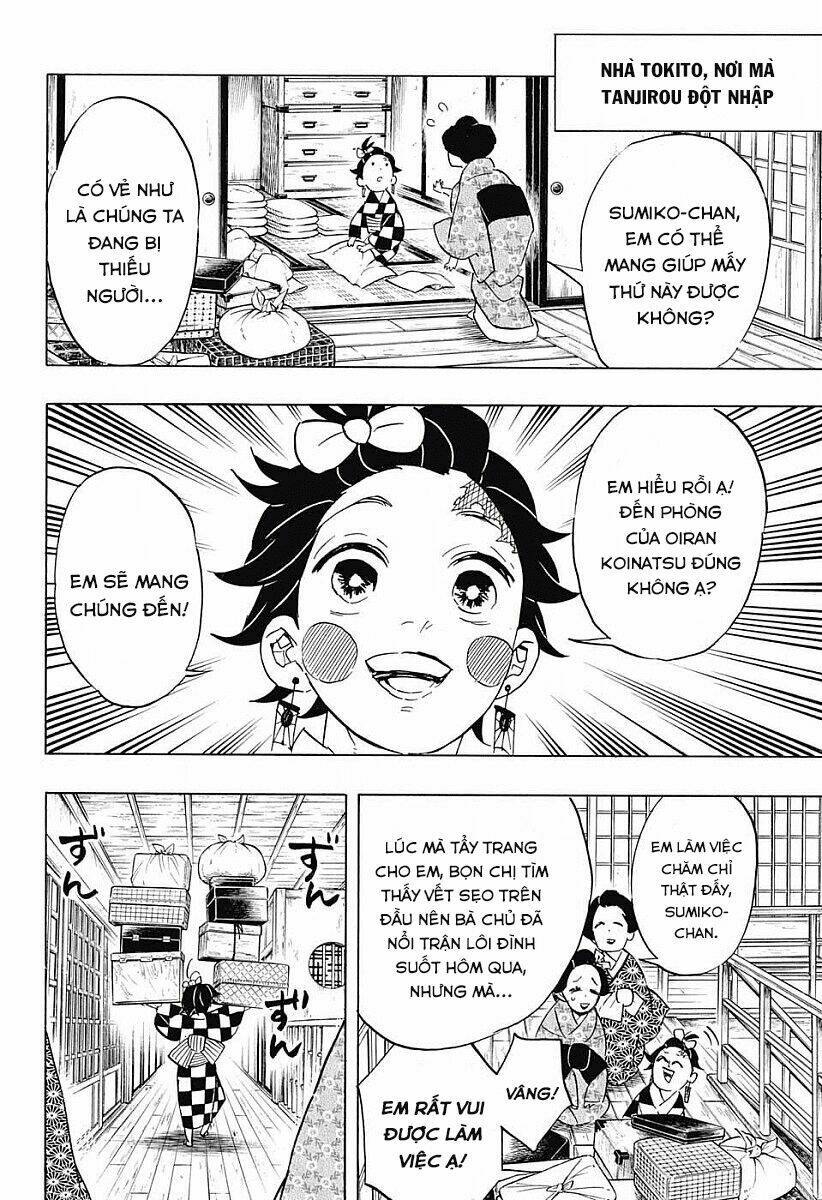 NHÀ TOKITO, NƠI MÀ
TANJIROU ĐỘT NHẬP
SUMIKO-CHAN,
EM CÓ THỂ
MANG GIÚP MẤY
THỨ NÀY ĐƯỢC
KHÔNG?
CÓ VẺ NHƯ
LÀ CHÚNG TA
ĐANG BỊ
THIẾU
NGƯỜI...
EM HIỂU RỒI Ạ!
ĐẾN PHÒNG
CỦA OIRAN
KOINATSU ĐÚNG
KHÔNG Ạ?
EM SẼ MANG
CHÚNG ĐẾN!
EM LÀM VIỆC
CHĂM CHỈ
THẬT ĐẤY,
SUMIKO-
CHAN.
LÚC MÀ TẨY TRANG
CHO EM, BỌN CHỊ TÌM
THẤY VẾT SẸO TRÊN
ĐẦU NÊN BÀ CHỦ ĐÃ
NỔI TRẬN LÔI ĐÌNH
SUỐT HÔM QUA,
NHƯNG MÀ...
VÂNG!
EM RẤT VUI
ĐƯỢC LÀM
VIỆC Ạ!
ずん
ずん
ずん